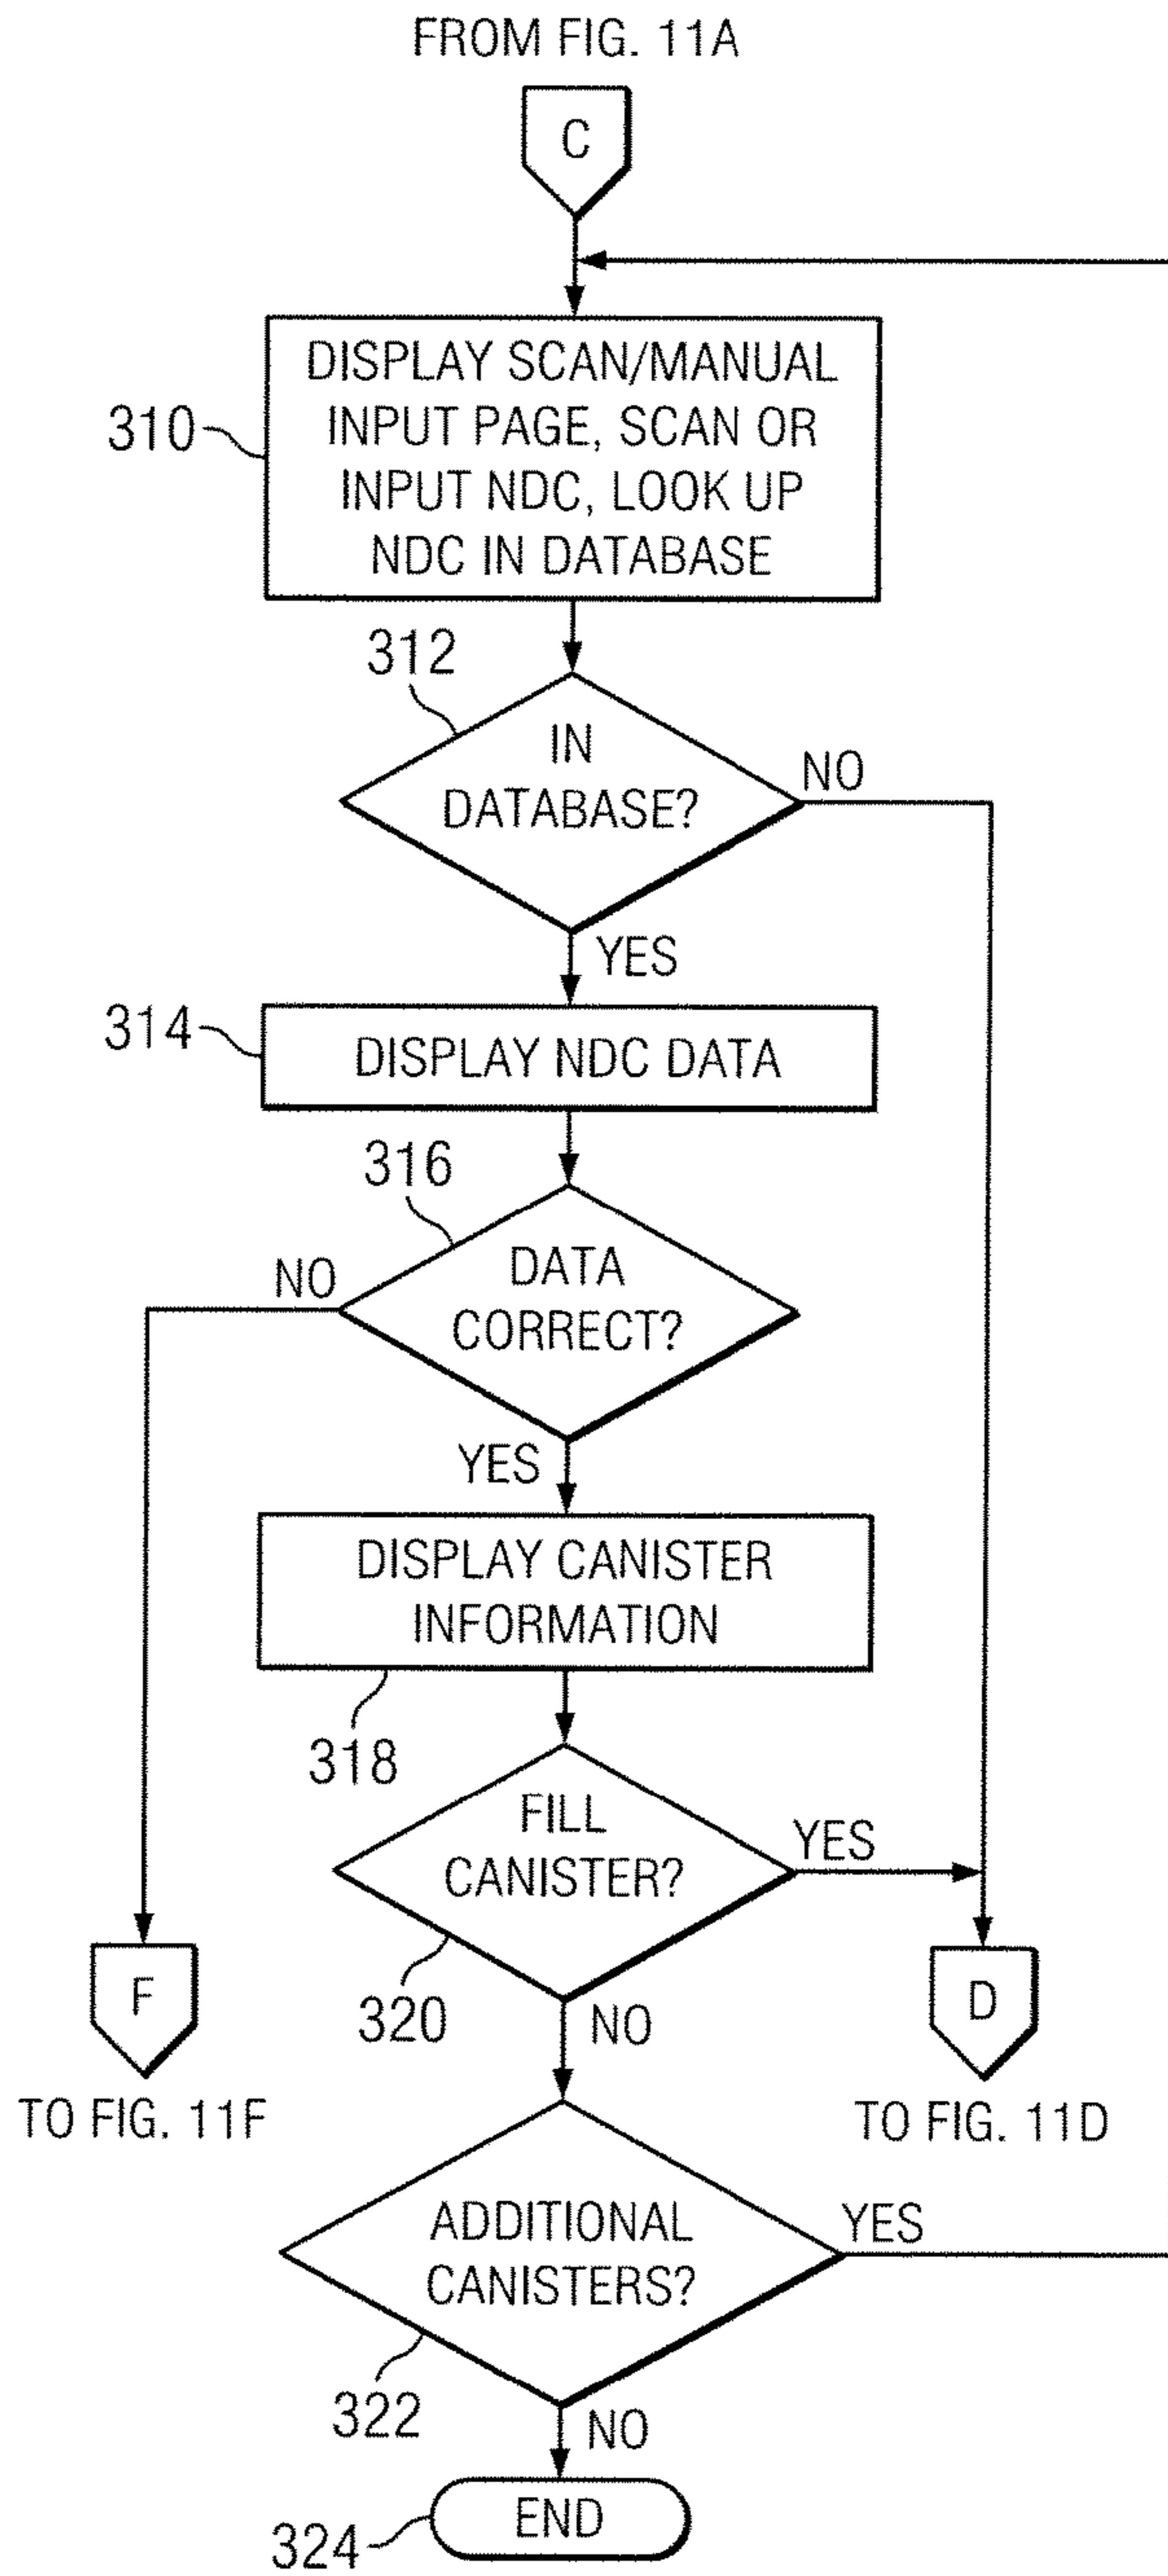 FROM FIG. 11A
C
DISPLAY SCAN/MANUAL
INPUT PAGE, SCAN OR
INPUT NDC, LOOK UP
NDC IN DATABASE
310
312
IN
DATABASE?
NO
YES
314
DISPLAY NDC DATA
316
DATA
CORRECT?
NO
YES
DISPLAY CANISTER
INFORMATION
318
FILL
CANISTER?
YES
320
NO
F
TO FIG. 11F
D
TO FIG. 11D
ADDITIONAL
CANISTERS?
YES
322
NO
END
324